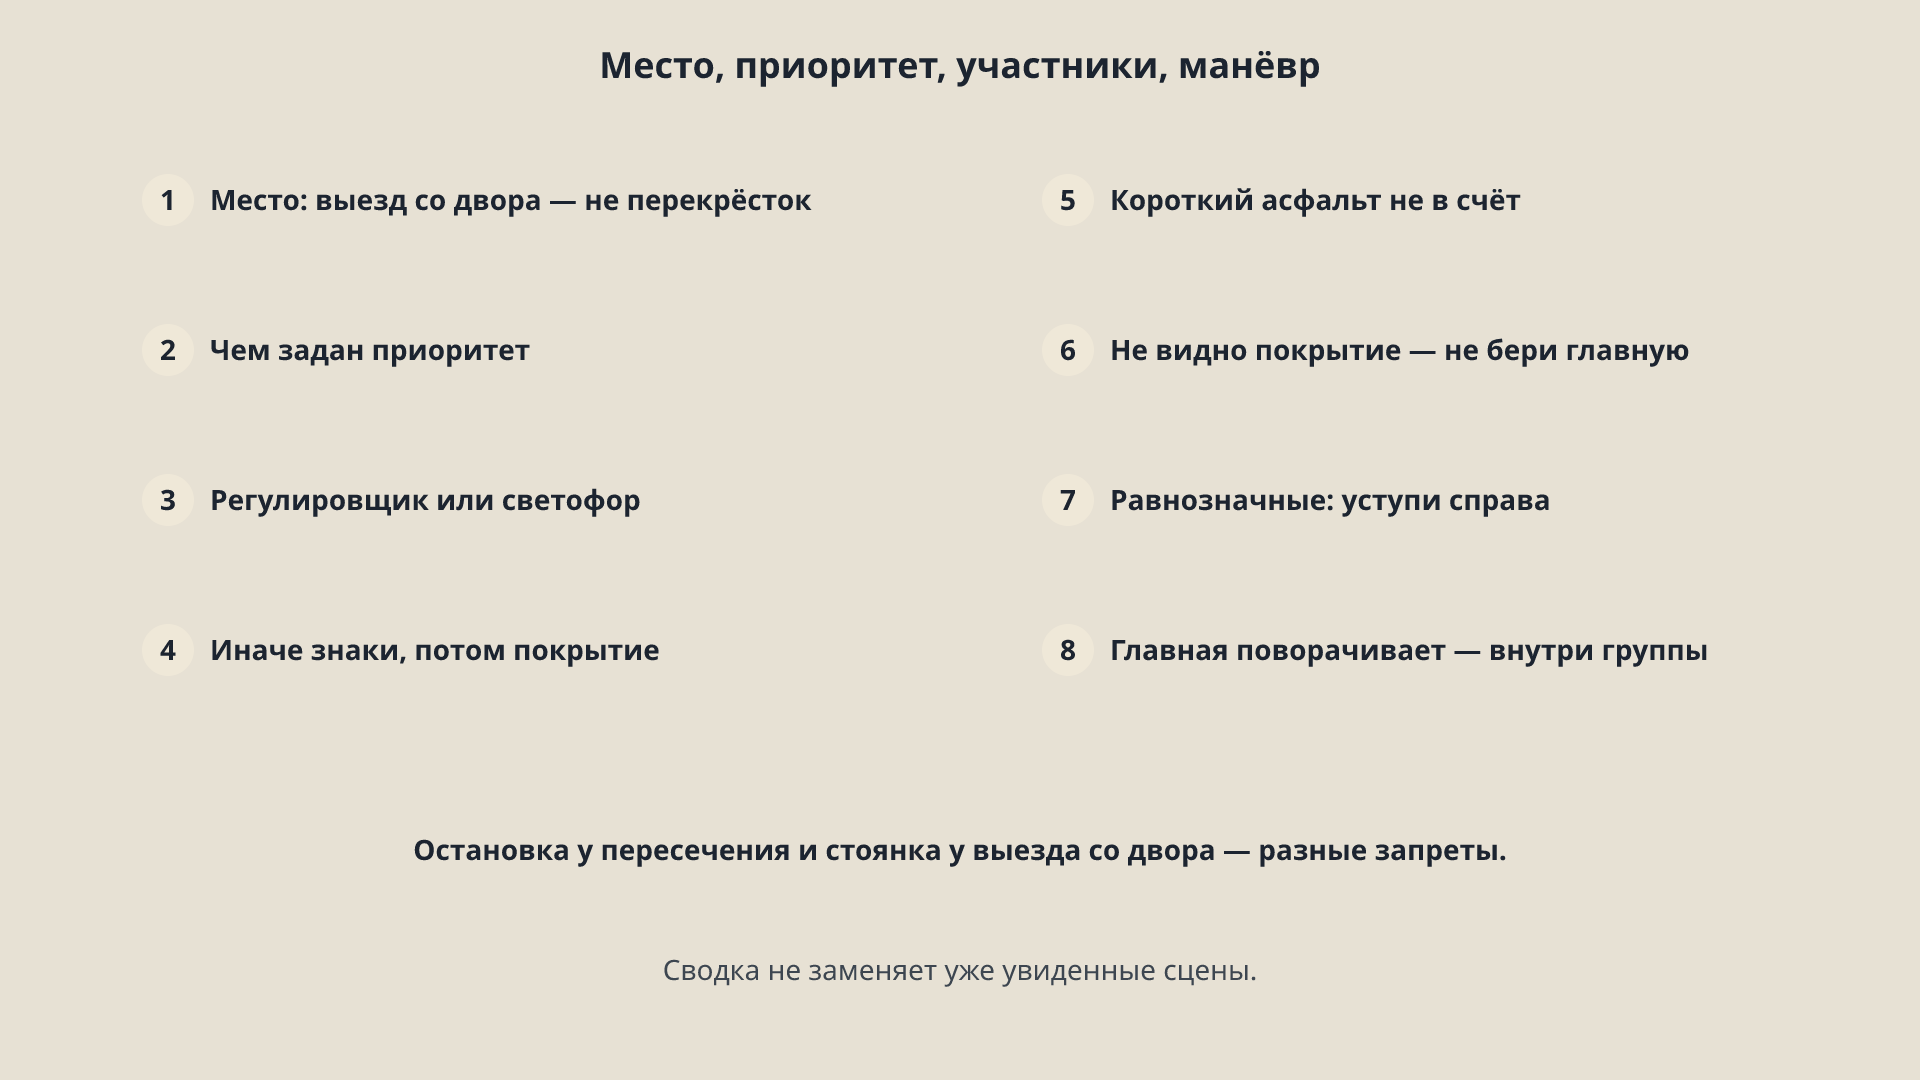 Место, приоритет, участники, манёвр
1 Место: выезд со двора — не перекрёсток
2 Чем задан приоритет
3 Регулировщик или светофор
4 Иначе знаки, потом покрытие
5 Короткий асфальт не в счёт
6 Не видно покрытие — не бери главную
7 Равнозначные: уступи справа
8 Главная поворачивает — внутри группы
Остановка у пересечения и стоянка у выезда со двора — разные запреты.
Сводка не заменяет уже увиденные сцены.